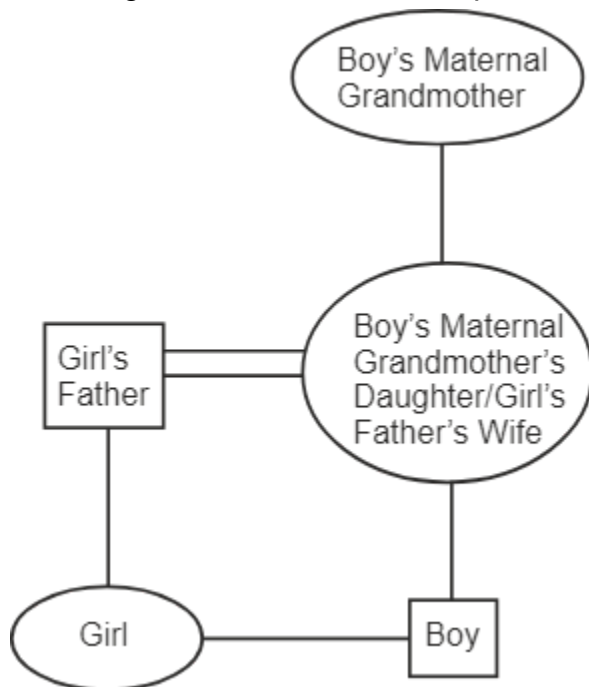 Boy's Maternal
Grandmother
Girl's
Father
Boy's Maternal
Grandmother's
Daughter/Girl's
Father's Wife
Girl
Boy